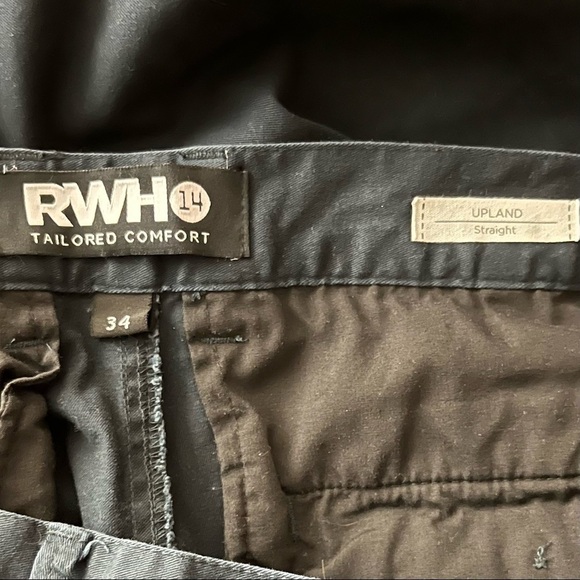 RWH 14
TAILORED COMFORT
UPLAND
Straight
34